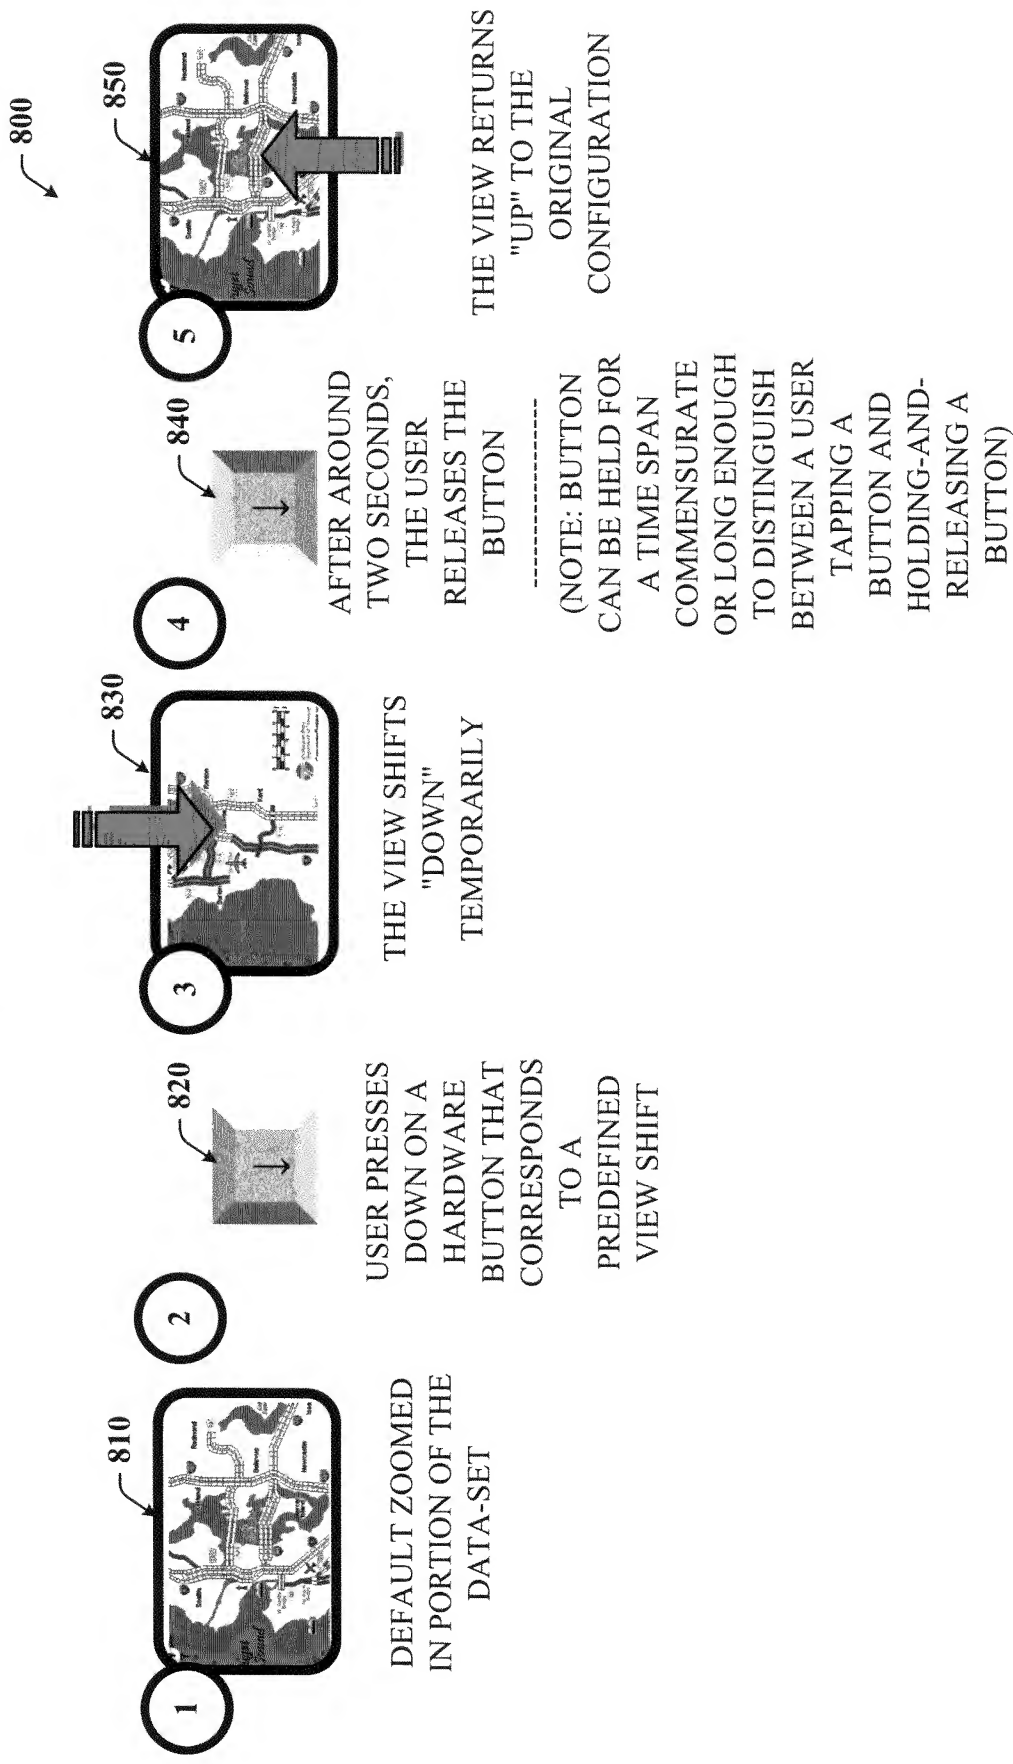 800
810
1
DEFAULT ZOOMED
IN PORTION OF THE
DATA-SET
820
2
USER PRESSES
DOWN ON A
HARDWARE
BUTTON THAT
CORRESPONDS
TO A
PREDEFINED
VIEW SHIFT
830
3
THE VIEW SHIFTS
"DOWN"
TEMPORARILY
840
4
AFTER AROUND
TWO SECONDS,
THE USER
RELEASES THE
BUTTON
--------------------
(NOTE: BUTTON
CAN BE HELD FOR
A TIME SPAN
COMMENSURATE
OR LONG ENOUGH
TO DISTINGUISH
BETWEEN A USER
TAPPING A
BUTTON AND
HOLDING-AND-
RELEASING A
BUTTON)
850
5
THE VIEW RETURNS
"UP" TO THE
ORIGINAL
CONFIGURATION